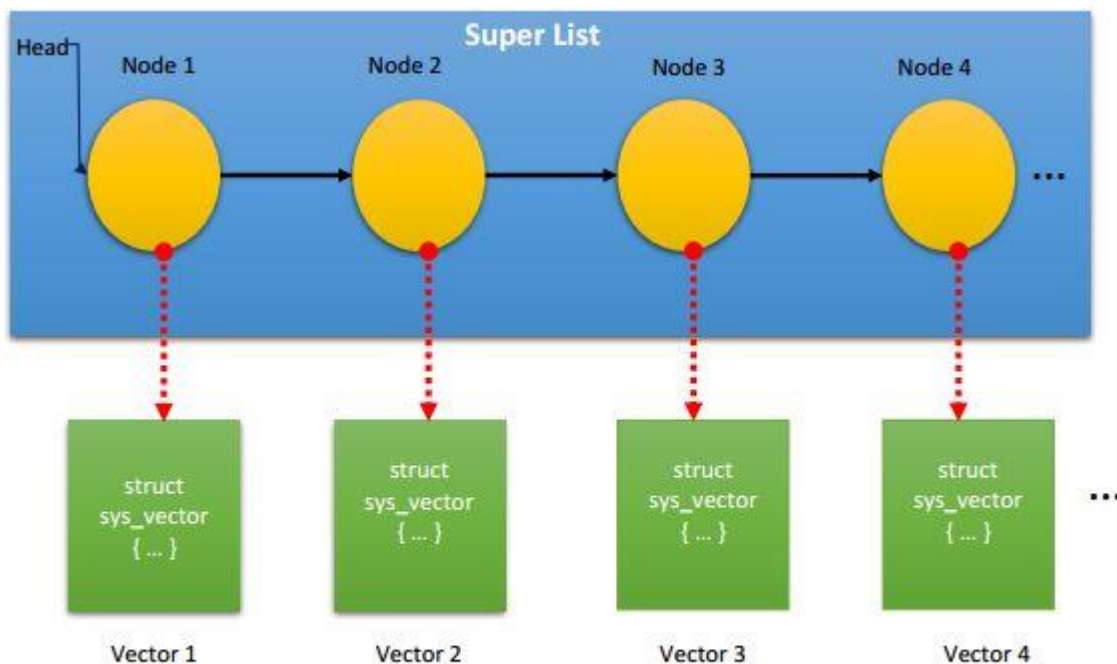 Super List
Head
Node 1
Node 2
Node 3
Node 4
...
struct
sys_vector
{ ... }
struct
sys_vector
{ ... }
struct
sys_vector
{ ... }
struct
sys_vector
{ ... }
...
Vector 1
Vector 2
Vector 3
Vector 4